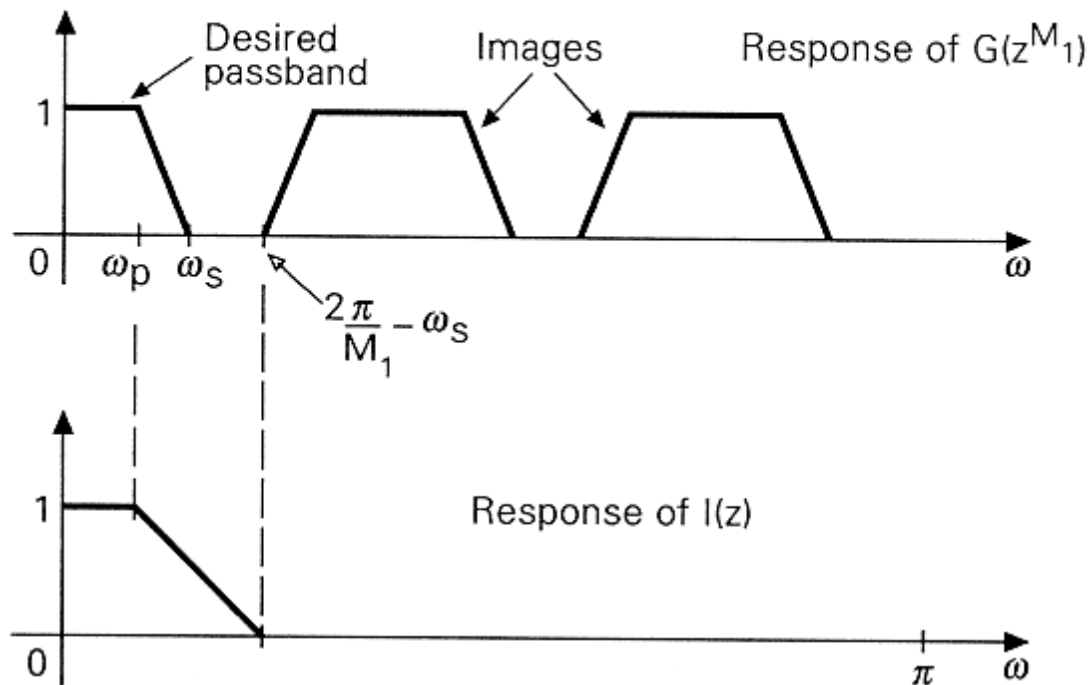 Desired
passband
Images
Response of G(z^M₁)
1
0
ωp
ωs
ω
2π/M₁ - ωs
1
Response of I(z)
0
π
ω